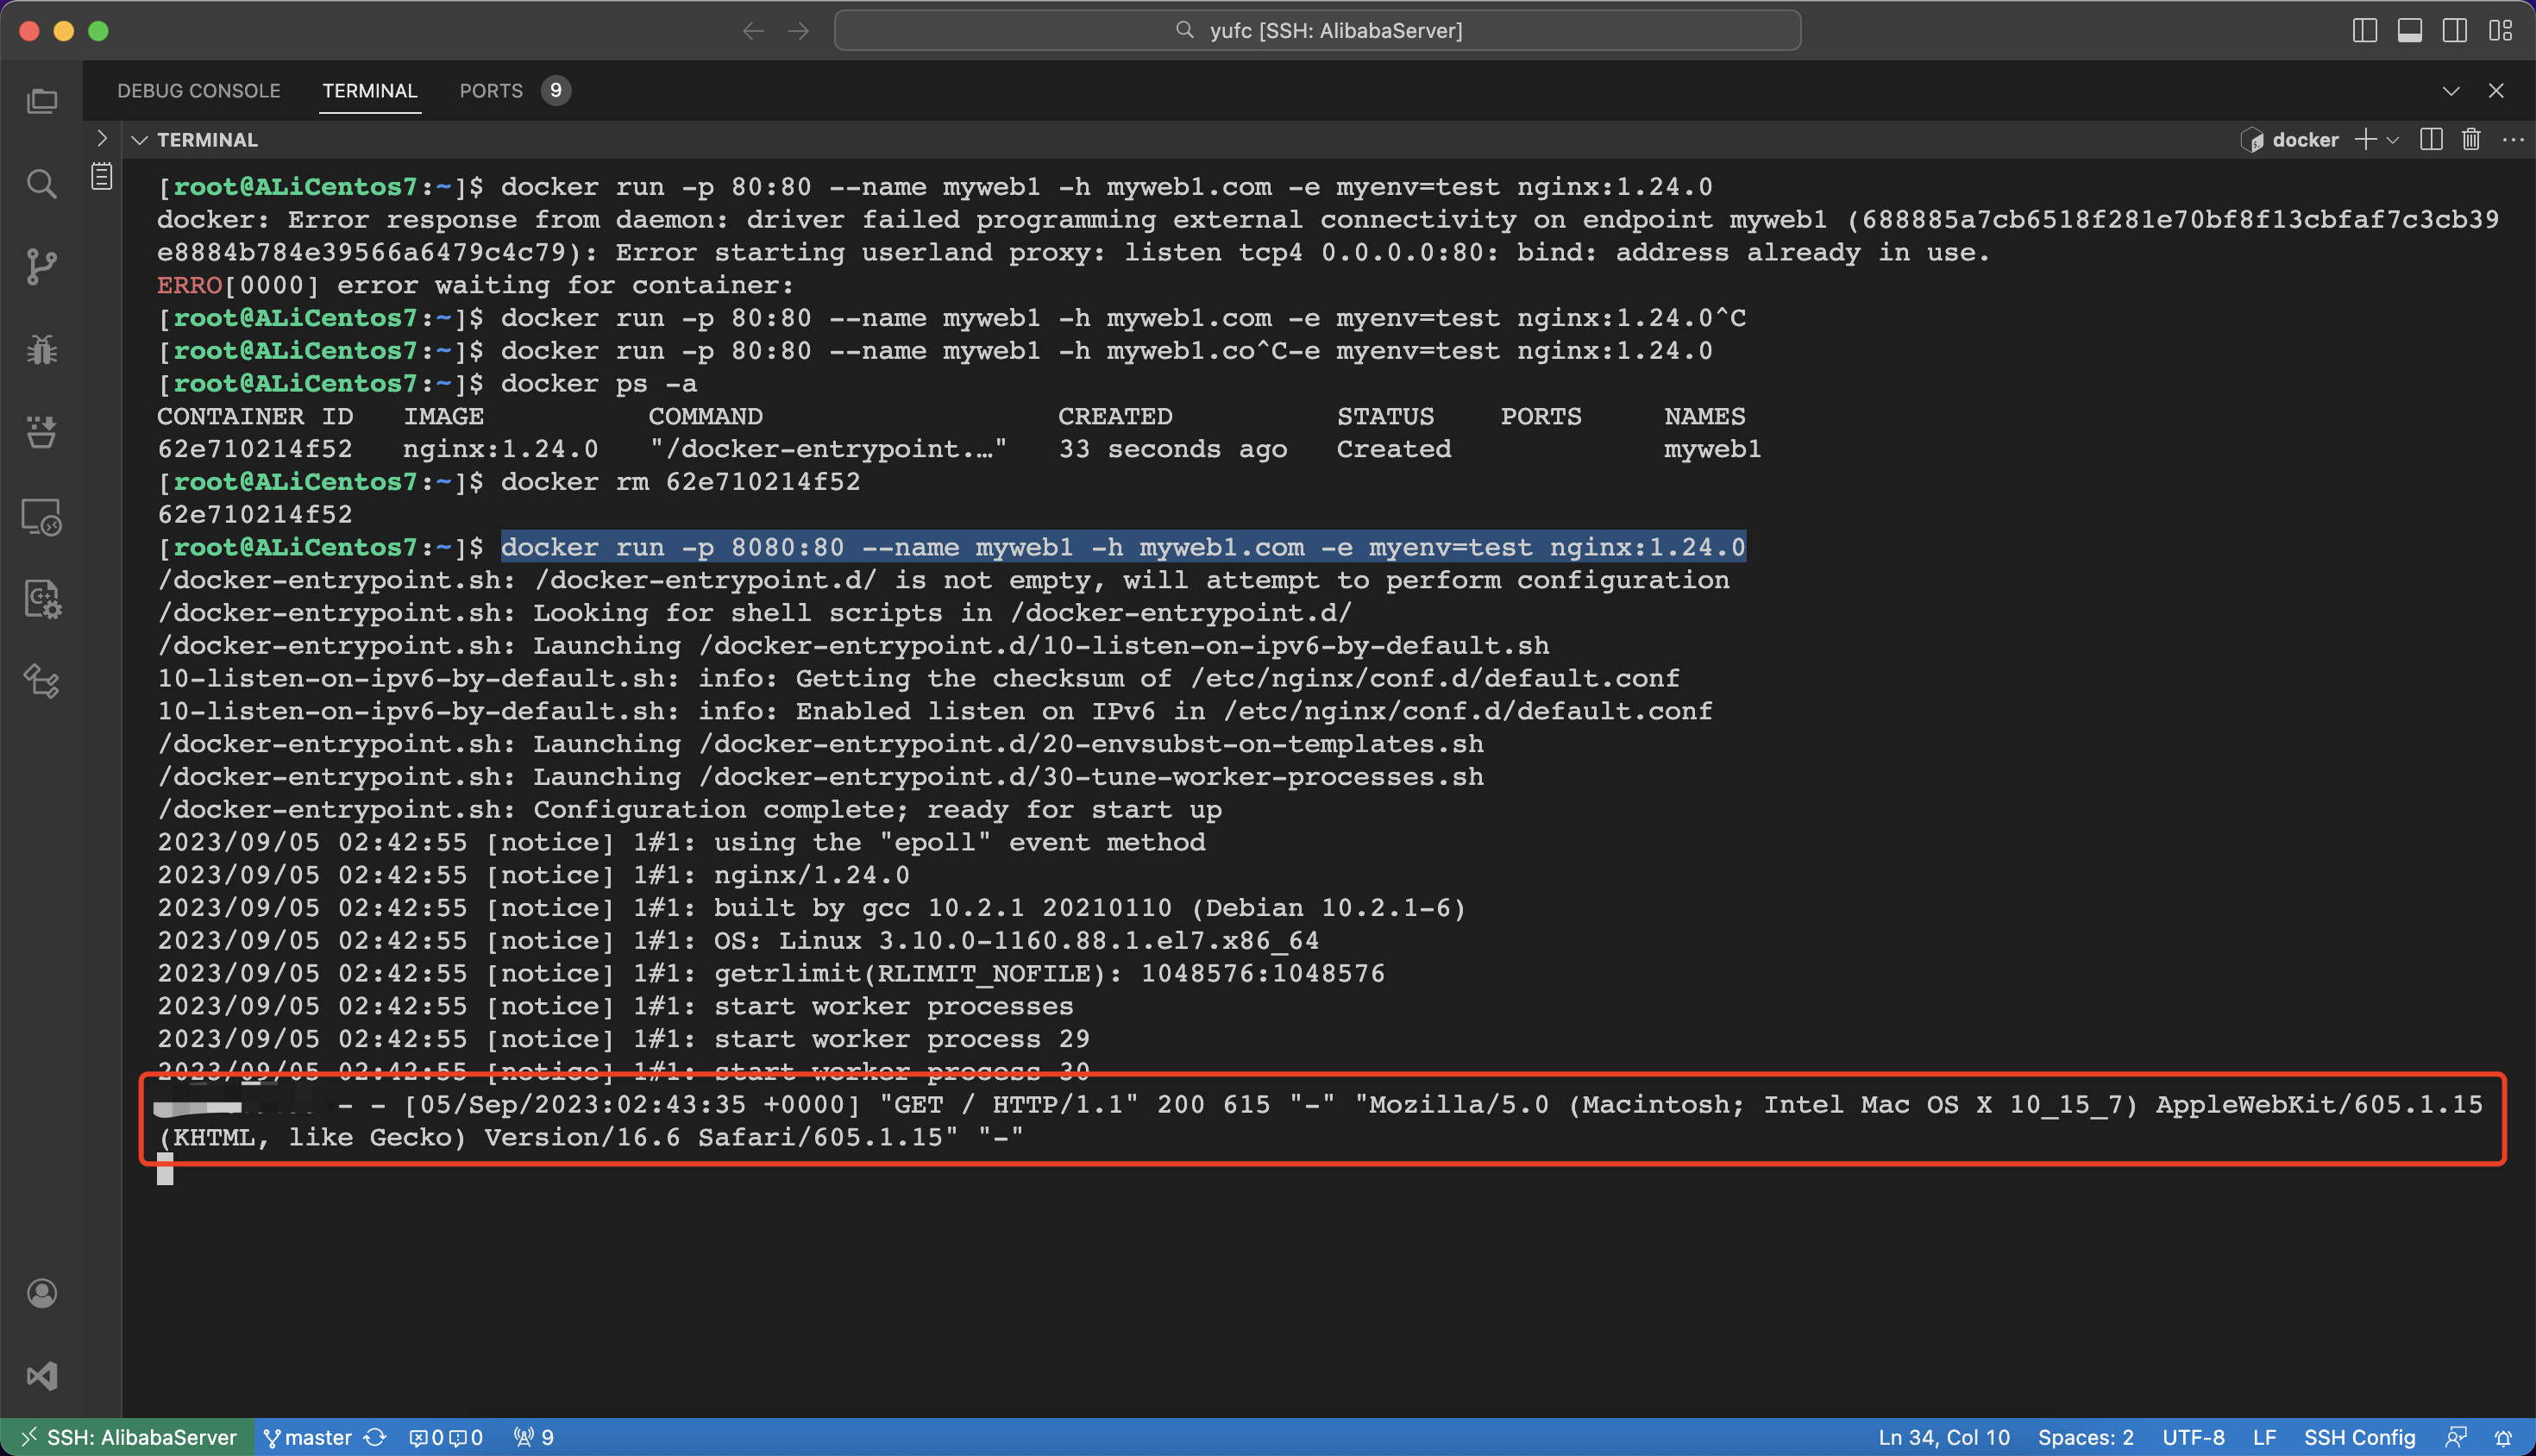 yufc [SSH: AlibabaServer]
DEBUG CONSOLE TERMINAL PORTS 9
TERMINAL docker
[root@ALiCentos7:~]$ docker run -p 80:80 --name myweb1 -h myweb1.com -e myenv=test nginx:1.24.0
docker: Error response from daemon: driver failed programming external connectivity on endpoint myweb1 (688885a7cb6518f281e70bf8f13cbfaf7c3cb39
e8884b784e39566a6479c4c79): Error starting userland proxy: listen tcp4 0.0.0.0:80: bind: address already in use.
ERRO[0000] error waiting for container:
[root@ALiCentos7:~]$ docker run -p 80:80 --name myweb1 -h myweb1.com -e myenv=test nginx:1.24.0^C
[root@ALiCentos7:~]$ docker run -p 80:80 --name myweb1 -h myweb1.co^C-e myenv=test nginx:1.24.0
[root@ALiCentos7:~]$ docker ps -a
CONTAINER ID IMAGE COMMAND CREATED STATUS PORTS NAMES
62e710214f52 nginx:1.24.0 "/docker-entrypoint.…" 33 seconds ago Created myweb1
[root@ALiCentos7:~]$ docker rm 62e710214f52
62e710214f52
[root@ALiCentos7:~]$ docker run -p 8080:80 --name myweb1 -h myweb1.com -e myenv=test nginx:1.24.0
/docker-entrypoint.sh: /docker-entrypoint.d/ is not empty, will attempt to perform configuration
/docker-entrypoint.sh: Looking for shell scripts in /docker-entrypoint.d/
/docker-entrypoint.sh: Launching /docker-entrypoint.d/10-listen-on-ipv6-by-default.sh
10-listen-on-ipv6-by-default.sh: info: Getting the checksum of /etc/nginx/conf.d/default.conf
10-listen-on-ipv6-by-default.sh: info: Enabled listen on IPv6 in /etc/nginx/conf.d/default.conf
/docker-entrypoint.sh: Launching /docker-entrypoint.d/20-envsubst-on-templates.sh
/docker-entrypoint.sh: Launching /docker-entrypoint.d/30-tune-worker-processes.sh
/docker-entrypoint.sh: Configuration complete; ready for start up
2023/09/05 02:42:55 [notice] 1#1: using the "epoll" event method
2023/09/05 02:42:55 [notice] 1#1: nginx/1.24.0
2023/09/05 02:42:55 [notice] 1#1: built by gcc 10.2.1 20210110 (Debian 10.2.1-6)
2023/09/05 02:42:55 [notice] 1#1: OS: Linux 3.10.0-1160.88.1.el7.x86_64
2023/09/05 02:42:55 [notice] 1#1: getrlimit(RLIMIT_NOFILE): 1048576:1048576
2023/09/05 02:42:55 [notice] 1#1: start worker processes
2023/09/05 02:42:55 [notice] 1#1: start worker process 29
2023/09/05 02:42:55 [notice] 1#1: start worker process 30
- - [05/Sep/2023:02:43:35 +0000] "GET / HTTP/1.1" 200 615 "-" "Mozilla/5.0 (Macintosh; Intel Mac OS X 10_15_7) AppleWebKit/605.1.15
(KHTML, like Gecko) Version/16.6 Safari/605.1.15" "-"
SSH: AlibabaServer master 0 0 9 Ln 34, Col 10 Spaces: 2 UTF-8 LF SSH Config